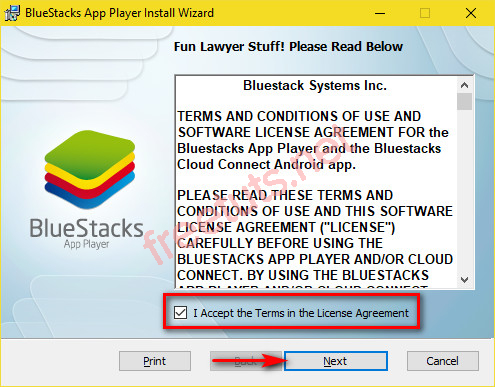 BlueStacks App Player Install Wizard
Fun Lawyer Stuff! Please Read Below
Bluestack Systems Inc.
TERMS AND CONDITIONS OF USE AND
SOFTWARE LICENSE AGREEMENT FOR the
Bluestacks App Player and the Bluestacks
Cloud Connect Android app.
PLEASE READ THESE TERMS AND
CONDITIONS OF USE AND THIS SOFTWARE
LICENSE AGREEMENT ("LICENSE")
CAREFULLY BEFORE USING THE
BLUESTACKS APP PLAYER AND/OR CLOUD
CONNECT. BY USING THE BLUESTACKS
APP PLAYER AND/OR CLOUD CONNECT
BlueStacks
App Player
freetuts.net
I Accept the Terms in the License Agreement
Print
Back
Next
Cancel